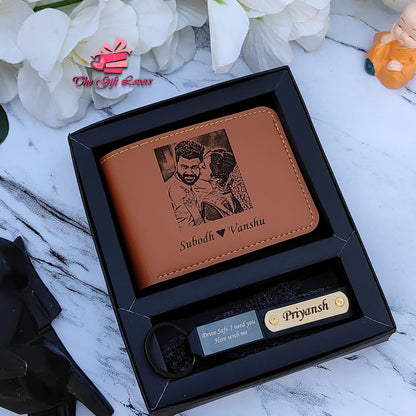 The Gift Lovers
Subodh ♥ Vanshu
Drive Safe I need you
Here with me
Priyansh